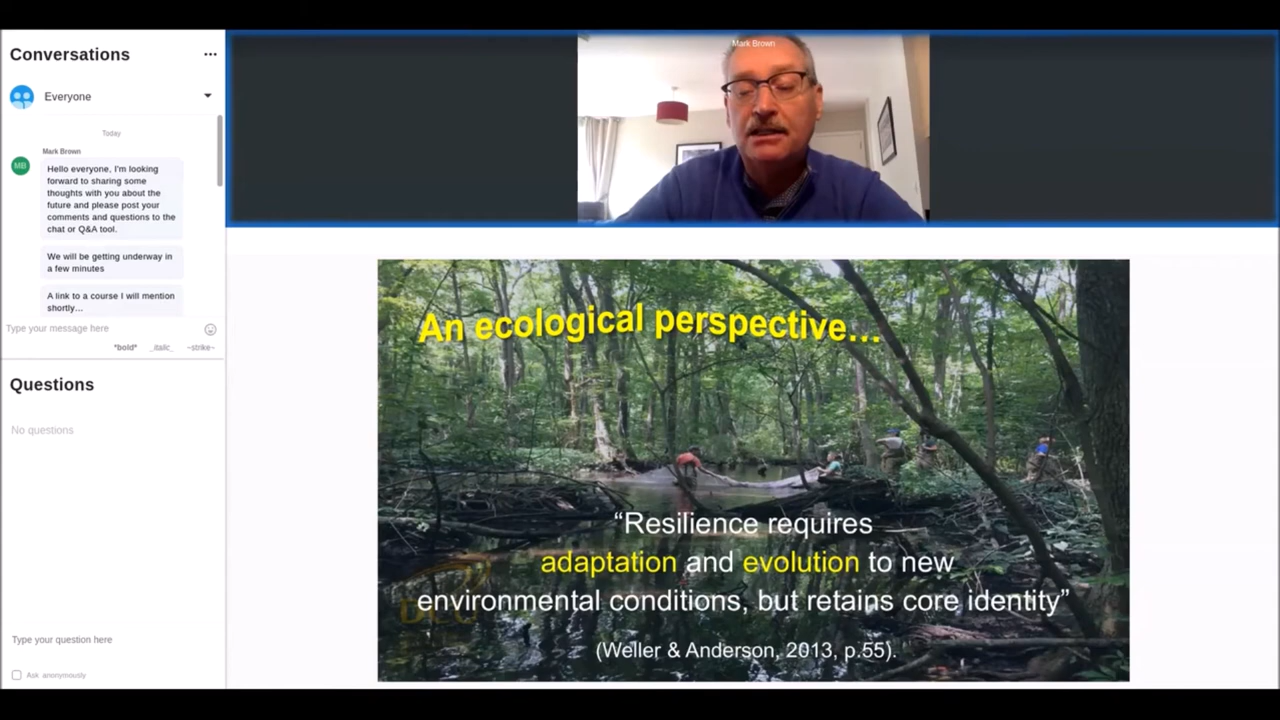 Conversations
Everyone
Today
Mark Brown
MB
Hello everyone, I'm looking
forward to sharing some
thoughts with you about the
future and please post your
comments and questions to the
chat or Q&A tool.
We will be getting underway in
a few minutes
A link to a course I will mention
shortly...
Type your message here
*bold* _italic_ ~strike~
Questions
No questions
Type your question here
Ask anonymously
Mark Brown
An ecological perspective...
“Resilience requires
adaptation and evolution to new
environmental conditions, but retains core identity”
(Weller & Anderson, 2013, p.55).
DCU